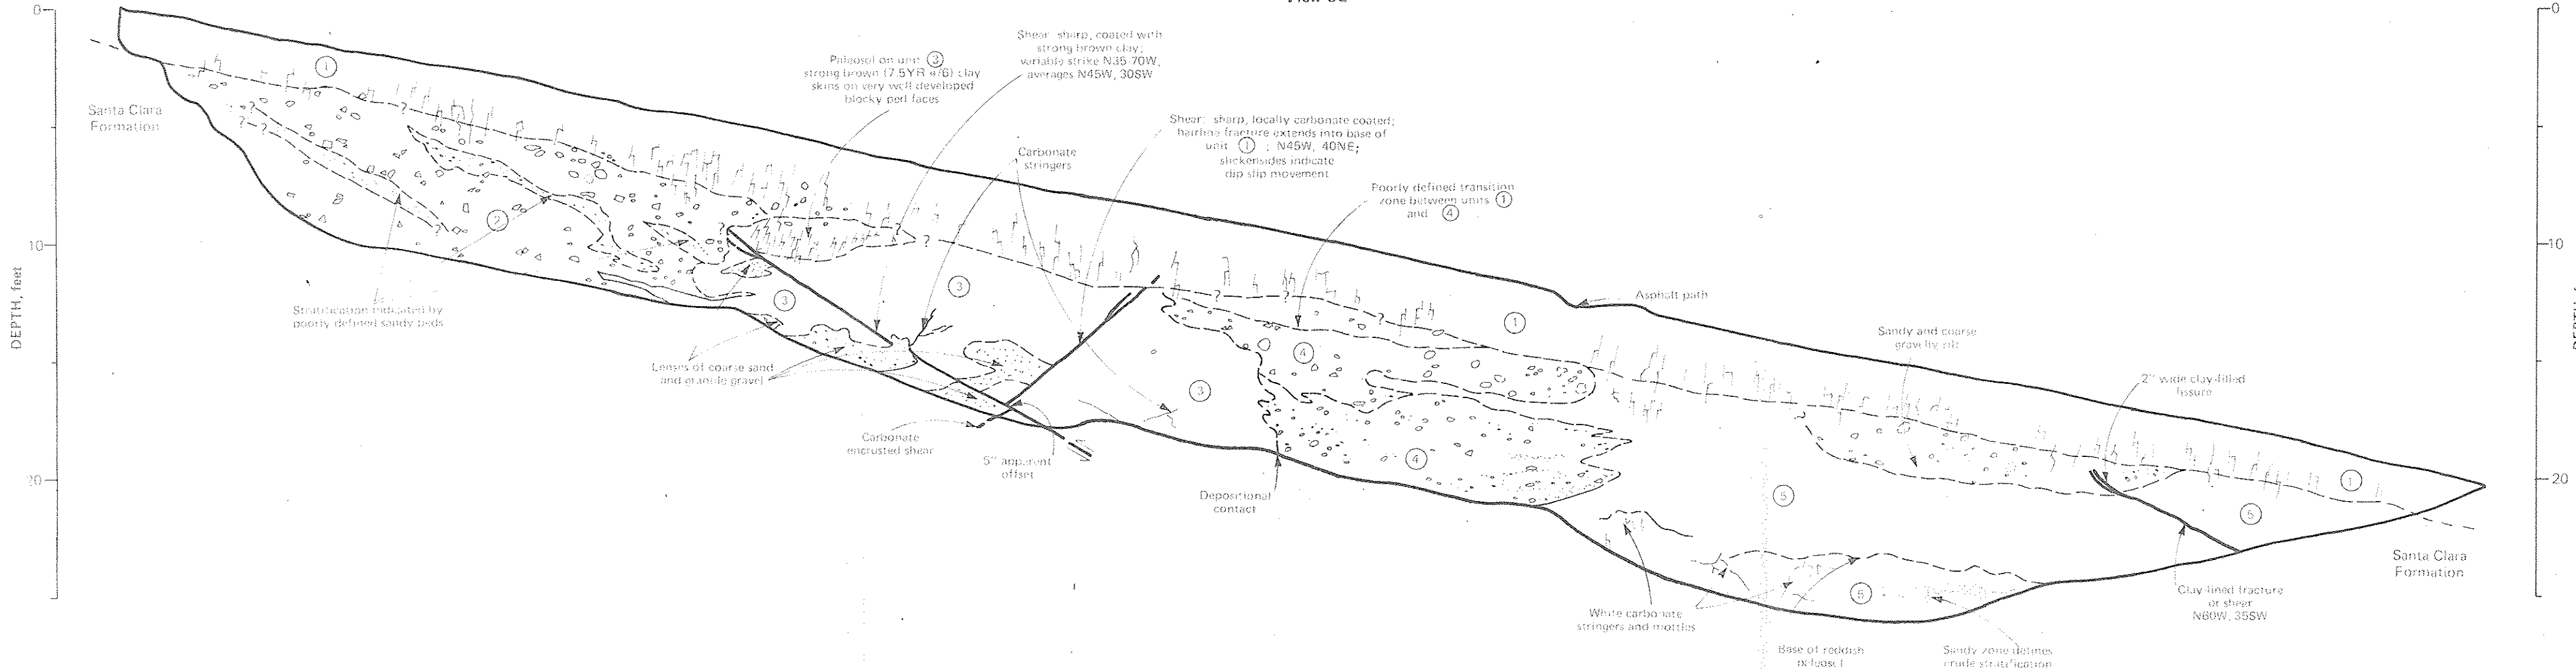 0
0
Santa Clara
Formation
1
Paleosol on unit 3
strong brown (7.5YR 4/6) clay
skins on very well developed
blocky ped faces
Shear: sharp, coated with
strong brown clay;
variable strike N35-70W,
averages N45W, 30SW
Carbonate
stringers
Shear: sharp, locally carbonate coated;
hairline fracture extends into base of
unit 1 ; N45W, 40NE;
slickensides indicate
dip slip movement
Poorly defined transition
zone between units 1
and 4
DEPTH, feet
10
10
2
3
3
Stratification indicated by
poorly defined sandy beds
Asphalt path
1
4
Sandy and coarse
gravelly rib
Lenses of coarse sand
and granule gravel
3
2" wide clay-filled
fissure
Carbonate
encrusted shear
5" apparent
offset
4
Depositional
contact
20
20
5
1
5
Santa Clara
Formation
5
White carbonate
stringers and mottles
Clay-lined fracture
or shear
N60W, 35SW
Base of reddish
paleosol
Sandy zone defines
crude stratification
?
?
?
?
?
?
?
?
?
?